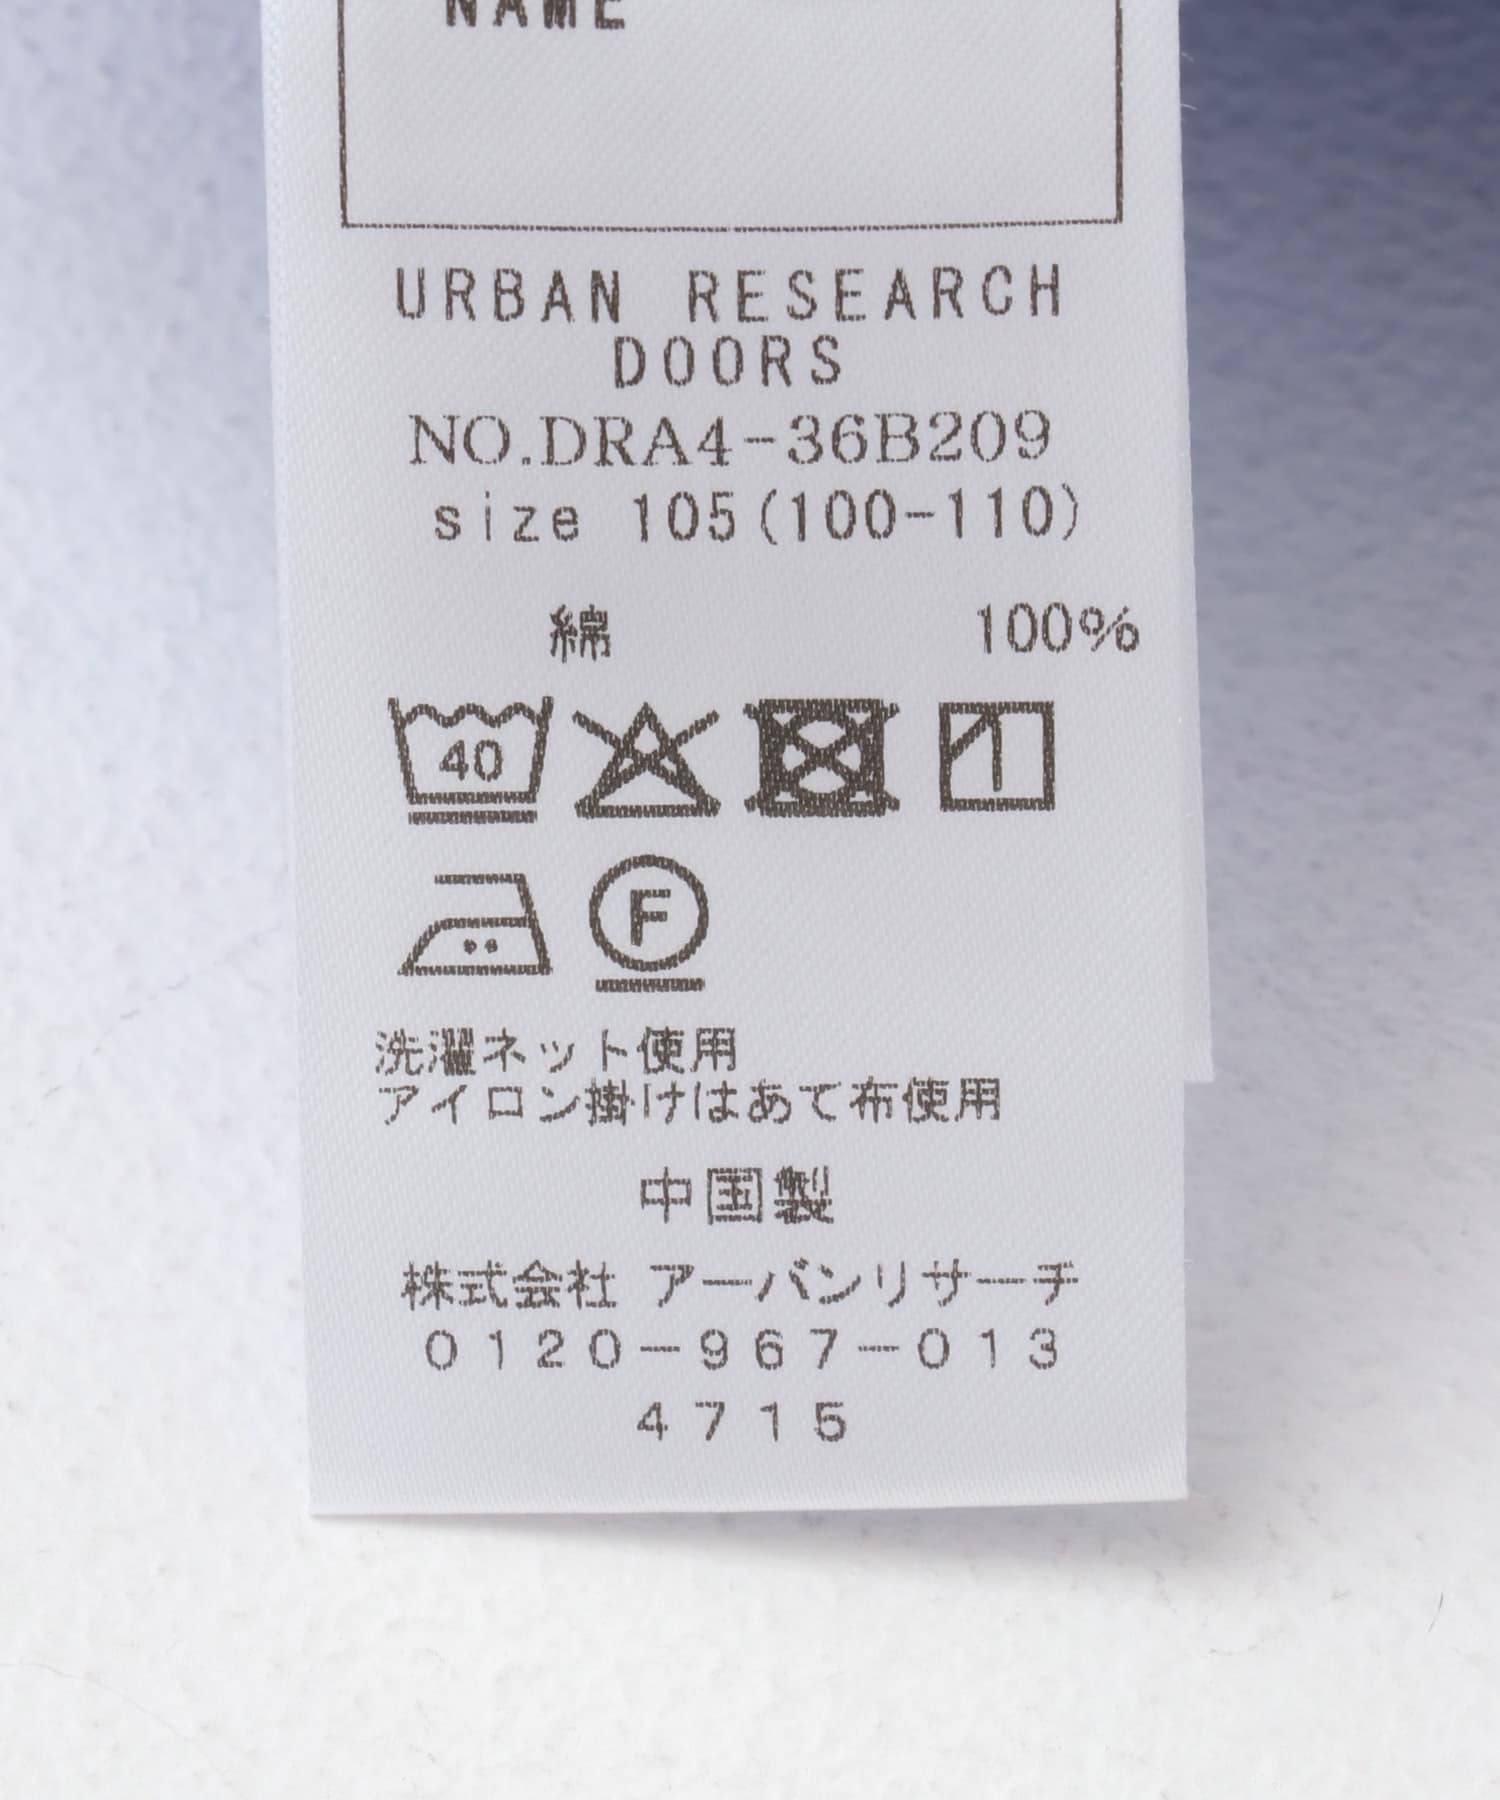 NAME
URBAN RESEARCH
DOORS
NO.DRA4-36B209
size 105(100-110)
綿 100%
40
F
洗濯ネット使用
アイロン掛けはあて布使用
中国製
株式会社 アーバンリサーチ
0120-967-013
4715